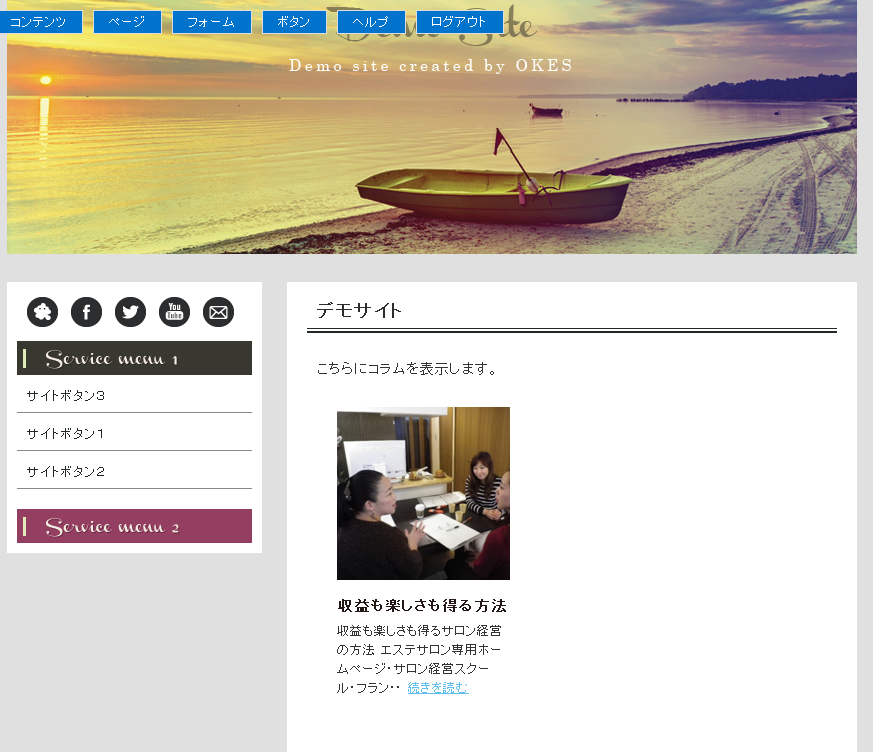 コンテンツ ページ フォーム ボタン ヘルプ ログアウト
Demo Site
Demo site created by OKES
You Tube
デモサイト
Service menu 1
こちらにコラムを表示します。
サイトボタン3
サイトボタン1
サイトボタン2
Service menu 2
収益も楽しさも得る方法
収益も楽しさも得るサロン経営
の方法 エステサロン専用ホー
ムページ・サロン経営スクー
ル・フラン・・ 続きを読む